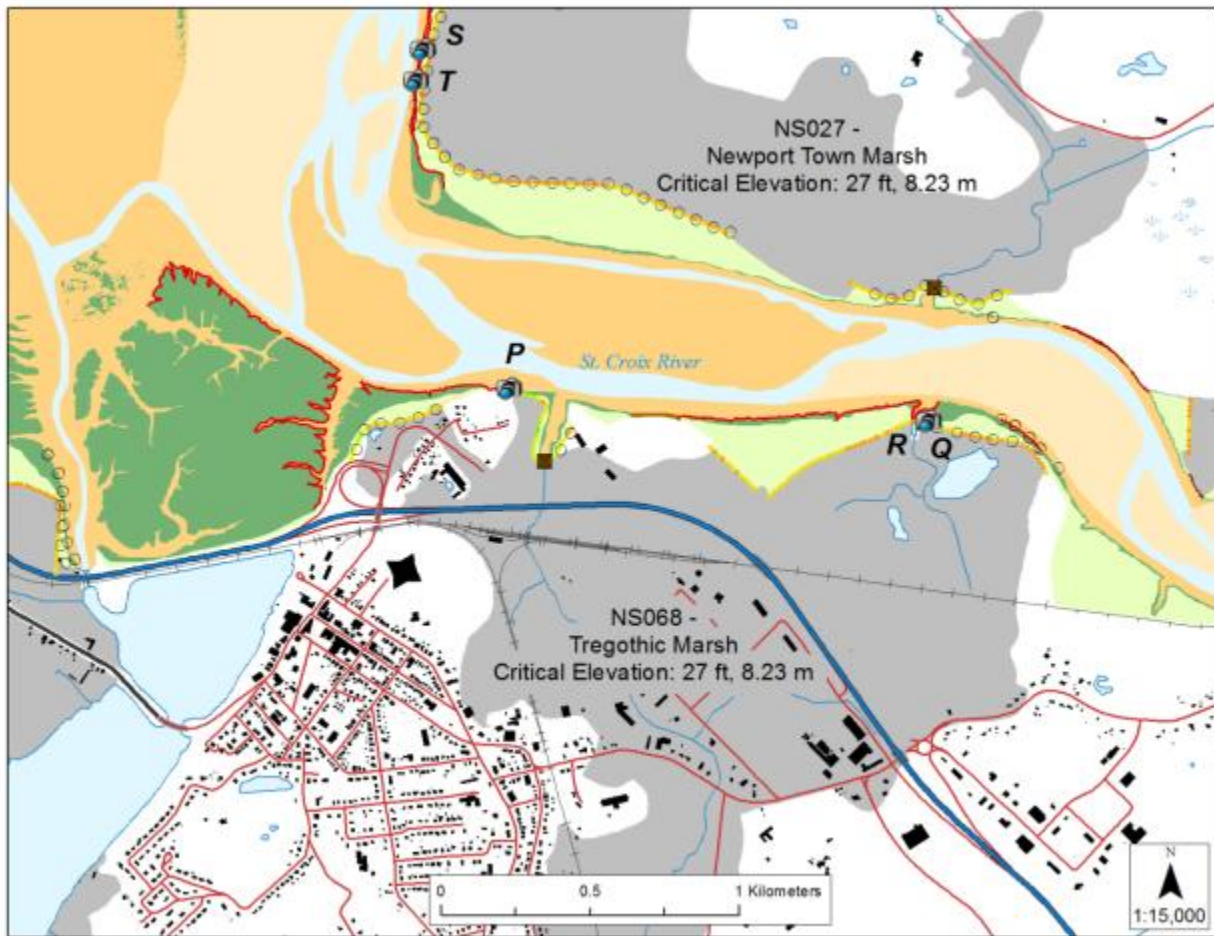 S
T
NS027 -
Newport Town Marsh
Critical Elevation: 27 ft, 8.23 m
P
St. Croix River
R Q
NS068 -
Tregothic Marsh
Critical Elevation: 27 ft, 8.23 m
0 0.5 1 Kilometers
N
1:15,000